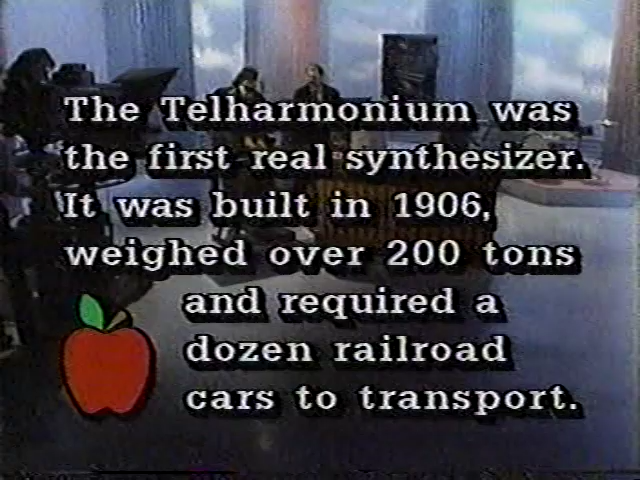 The Telharmonium was
the first real synthesizer.
It was built in 1906,
weighed over 200 tons
and required a
dozen railroad
cars to transport.